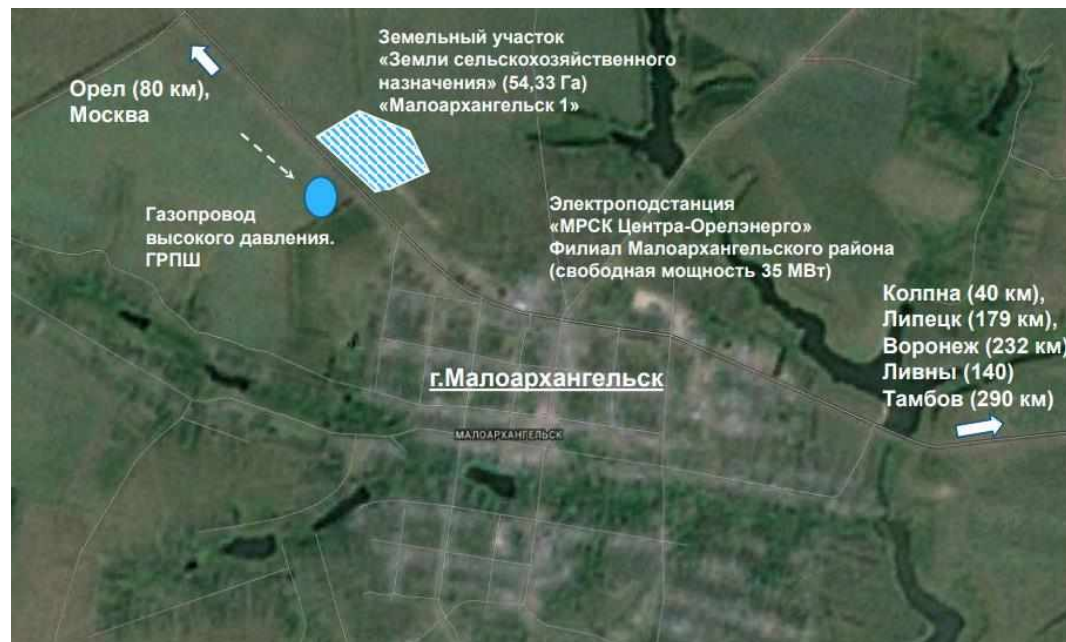 Земельный участок
«Земли сельскохозяйственного
назначения» (54,33 Га)
«Малоархангельск 1»
Орел (80 км),
Москва
Газопровод
высокого давления.
ГРПШ
Электроподстанция
«МРСК Центра-Орелэнерго»
Филиал Малоархангельского района
(свободная мощность 35 МВт)
Колпна (40 км),
Липецк (179 км),
Воронеж (232 км)
Ливны (140)
Тамбов (290 км)
г.Малоархангельск
МАЛОАРХАНГЕЛЬСК